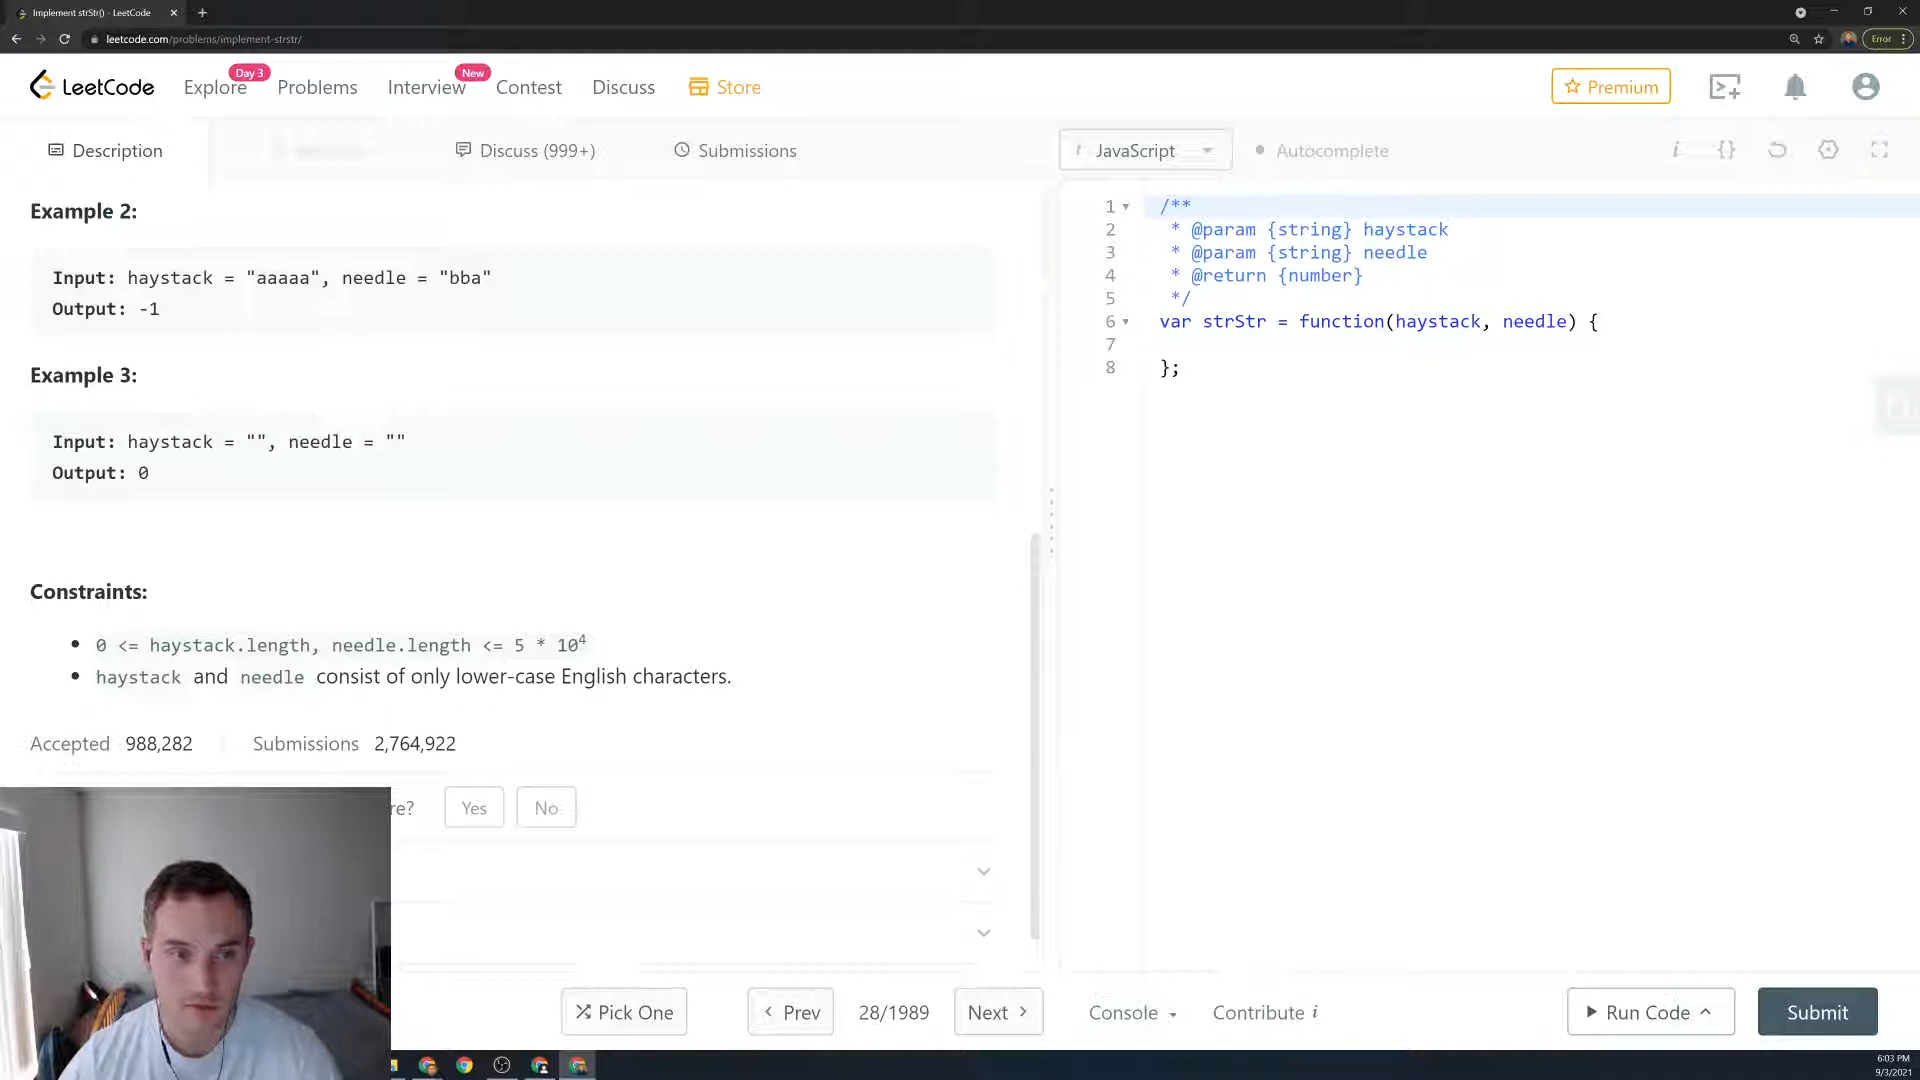 Implement strStr() - LeetCode
leetcode.com/problems/implement-strstr/
Error
LeetCode
Explore
Day 3
Problems
Interview
New
Contest
Discuss
Store
Premium
Description
Discuss (999+)
Submissions
i JavaScript
Autocomplete
i {}
Example 2:
Input: haystack = "aaaaa", needle = "bba"
Output: -1
Example 3:
Input: haystack = "", needle = ""
Output: 0
Constraints:
0 <= haystack.length, needle.length <= 5 * 10⁴
haystack and needle consist of only lower-case English characters.
Accepted 988,282 Submissions 2,764,922
re? Yes No
1 /**
2 * @param {string} haystack
3 * @param {string} needle
4 * @return {number}
5 */
6 var strStr = function(haystack, needle) {
7
8 };
Pick One
< Prev
28/1989
Next >
Console
Contribute i
Run Code
Submit
6:03 PM
9/3/2021